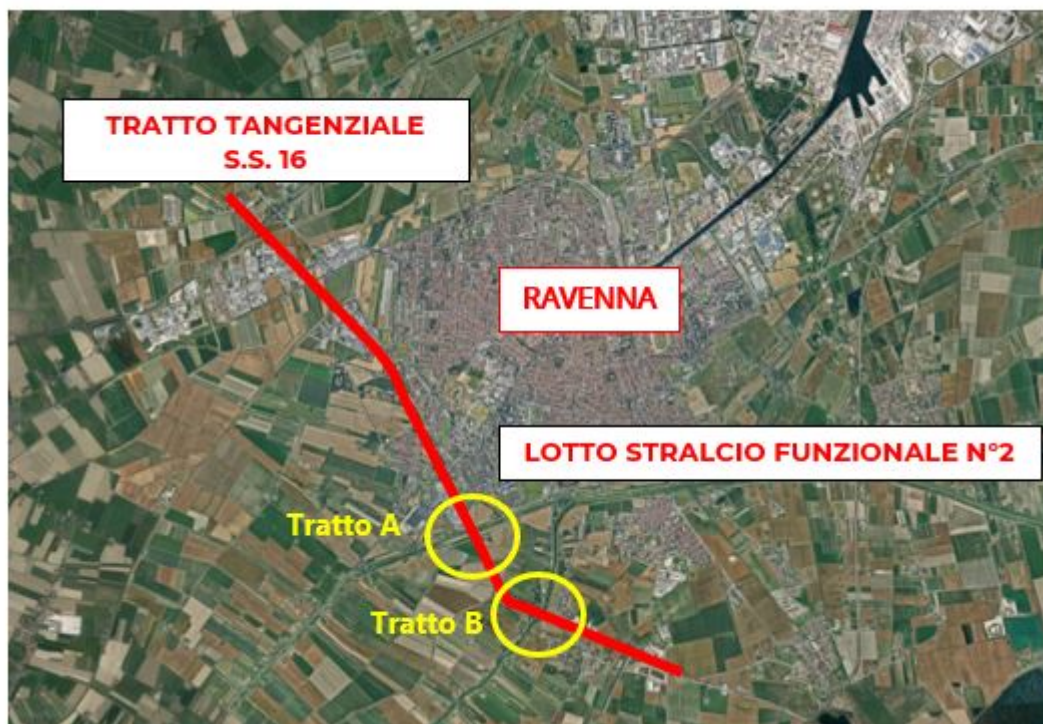 TRATTO TANGENZIALE
S.S. 16
RAVENNA
LOTTO STRALCIO FUNZIONALE N°2
Tratto A
Tratto B